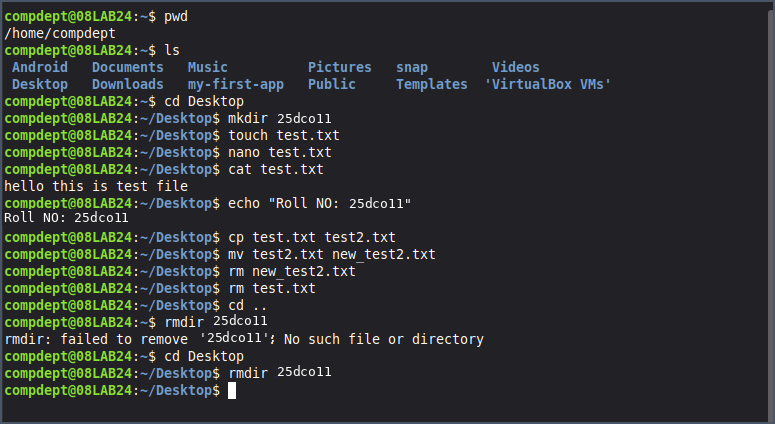 compdept@08LAB24:~$ pwd
/home/compdept
compdept@08LAB24:~$ ls
Android Documents Music Pictures snap Videos
Desktop Downloads my-first-app Public Templates 'VirtualBox VMs'
compdept@08LAB24:~$ cd Desktop
compdept@08LAB24:~/Desktop$ mkdir 25dco11
compdept@08LAB24:~/Desktop$ touch test.txt
compdept@08LAB24:~/Desktop$ nano test.txt
compdept@08LAB24:~/Desktop$ cat test.txt
hello this is test file
compdept@08LAB24:~/Desktop$ echo "Roll NO: 25dco11"
Roll NO: 25dco11
compdept@08LAB24:~/Desktop$ cp test.txt test2.txt
compdept@08LAB24:~/Desktop$ mv test2.txt new_test2.txt
compdept@08LAB24:~/Desktop$ rm new_test2.txt
compdept@08LAB24:~/Desktop$ rm test.txt
compdept@08LAB24:~/Desktop$ cd ..
compdept@08LAB24:~$ rmdir 25dco11
rmdir: failed to remove '25dco11': No such file or directory
compdept@08LAB24:~$ cd Desktop
compdept@08LAB24:~/Desktop$ rmdir 25dco11
compdept@08LAB24:~/Desktop$